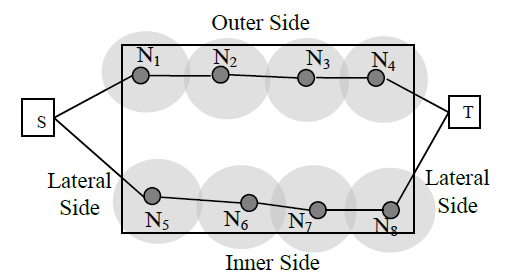 Outer Side
N1 N2 N3 N4
S T
Lateral
Side
Lateral
Side
N5 N6 N7 N8
Inner Side